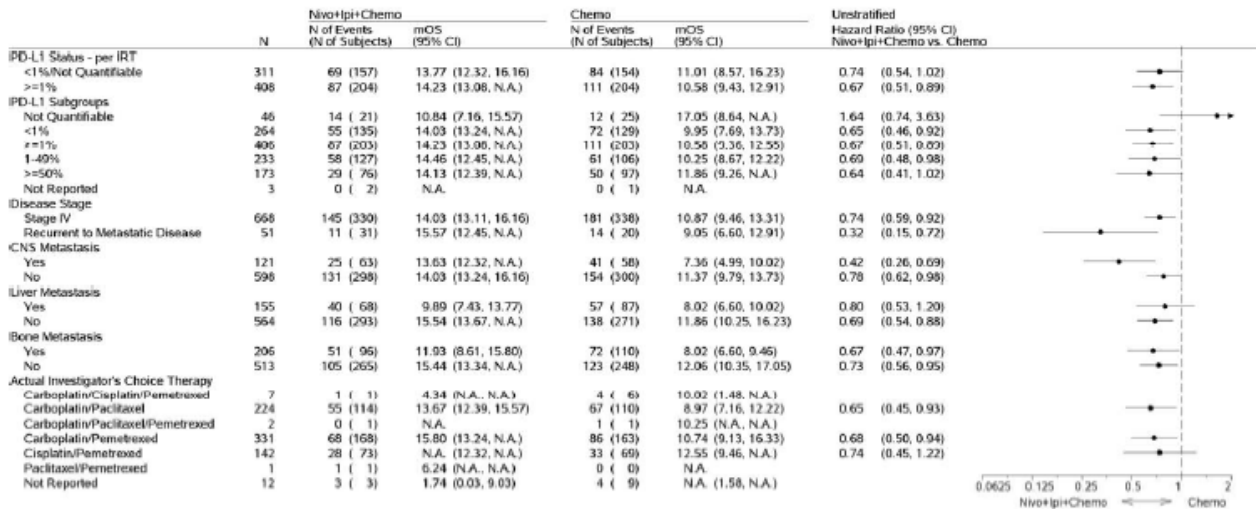 Nivo+Ipi+Chemo Chemo Unstratified
N of Events mOS N of Events mOS Hazard Ratio (95% CI)
N (N of Subjects) (95% CI) (N of Subjects) (95% CI) Nivo+Ipi+Chemo vs. Chemo
PD-L1 Status - per IRT
<1%/Not Quantifiable 311 69 (157) 13.77 (12.32, 16.16) 84 (154) 11.01 (8.57, 16.23) 0.74 (0.54, 1.02)
>=1% 408 87 (204) 14.23 (13.08, N.A.) 111 (204) 10.58 (9.43, 12.91) 0.67 (0.51, 0.89)
PD-L1 Subgroups
Not Quantifiable 46 14 ( 21) 10.84 (7.16, 15.57) 12 ( 25) 17.05 (8.64, N.A.) 1.64 (0.74, 3.63)
<1% 264 55 (135) 14.03 (13.24, N.A.) 72 (129) 9.95 (7.69, 13.73) 0.65 (0.46, 0.92)
>=1% 406 87 (203) 14.23 (13.08, N.A.) 111 (203) 10.58 (9.36, 12.55) 0.67 (0.51, 0.89)
1-49% 233 58 (127) 14.46 (12.45, N.A.) 61 (106) 10.25 (8.67, 12.22) 0.69 (0.48, 0.98)
>=50% 173 29 ( 76) 14.13 (12.39, N.A.) 50 ( 97) 11.86 (9.26, N.A.) 0.64 (0.41, 1.02)
Not Reported 3 0 ( 2) N.A. 0 ( 1)
Disease Stage
Stage IV 668 145 (330) 14.03 (13.11, 16.16) 181 (338) 10.87 (9.46, 13.31) 0.74 (0.59, 0.92)
Recurrent to Metastatic Disease 51 11 ( 31) 15.57 (12.45, N.A.) 14 ( 20) 9.05 (6.60, 12.91) 0.32 (0.15, 0.72)
CNS Metastasis
Yes 121 25 ( 63) 13.63 (12.32, N.A.) 41 ( 58) 7.36 (4.99, 10.02) 0.42 (0.26, 0.69)
No 598 131 (298) 14.03 (13.24, 16.16) 154 (300) 11.37 (9.79, 13.73) 0.78 (0.62, 0.98)
Liver Metastasis
Yes 155 40 ( 68) 9.89 (7.43, 13.77) 57 ( 87) 8.02 (6.60, 10.02) 0.80 (0.53, 1.20)
No 564 116 (293) 15.54 (13.67, N.A.) 138 (271) 11.86 (10.25, 16.23) 0.69 (0.54, 0.88)
Bone Metastasis
Yes 206 51 ( 96) 11.93 (8.61, 15.80) 72 (110) 8.02 (6.60, 9.46) 0.67 (0.47, 0.97)
No 513 105 (265) 15.44 (13.34, N.A.) 123 (248) 12.06 (10.35, 17.05) 0.73 (0.56, 0.95)
Actual Investigator's Choice Therapy
Carboplatin/Cisplatin/Pemetrexed 7 1 ( 1) 4.34 (N.A., N.A.) 4 ( 6) 10.02 (1.48, N.A.)
Carboplatin/Paclitaxel 224 55 (114) 13.67 (12.39, 15.57) 67 (110) 8.97 (7.16, 12.22) 0.65 (0.45, 0.93)
Carboplatin/Paclitaxel/Pemetrexed 2 0 ( 1) N.A. 1 ( 1) 10.25 (N.A., N.A.)
Carboplatin/Pemetrexed 331 68 (168) 15.80 (13.24, N.A.) 86 (163) 10.74 (9.13, 16.33) 0.68 (0.50, 0.94)
Cisplatin/Pemetrexed 142 28 ( 73) N.A. (12.32, N.A.) 33 ( 69) 12.55 (9.46, N.A.) 0.74 (0.45, 1.22)
Paclitaxel/Pemetrexed 1 1 ( 1) 6.24 (N.A., N.A.) 0 ( 0) N.A.
Not Reported 12 3 ( 3) 1.74 (0.03, 9.03) 4 ( 9) N.A. (1.58, N.A.)
0.0625 0.125 0.25 0.5 1 2
Nivo+Ipi+Chemo Chemo